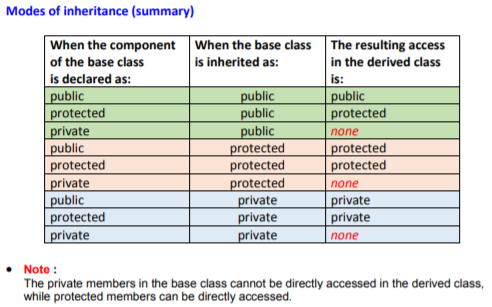 Modes of inheritance (summary)
When the component of the base class is declared as: When the base class is inherited as: The resulting access in the derived class is:
public public public
protected public protected
private public none
public protected protected
protected protected protected
private protected none
public private private
protected private private
private private none
• Note :
The private members in the base class cannot be directly accessed in the derived class,
while protected members can be directly accessed.